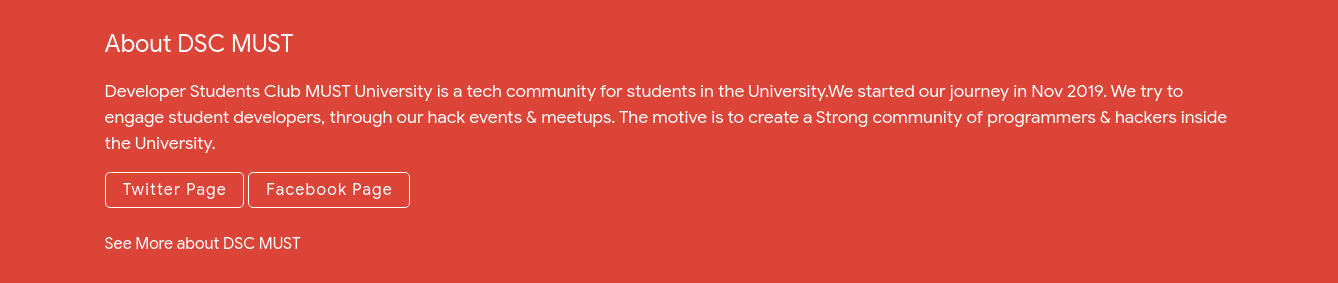 About DSC MUST
Developer Students Club MUST University is a tech community for students in the University.We started our journey in Nov 2019. We try to
engage student developers, through our hack events & meetups. The motive is to create a Strong community of programmers & hackers inside
the University.
Twitter Page Facebook Page
See More about DSC MUST